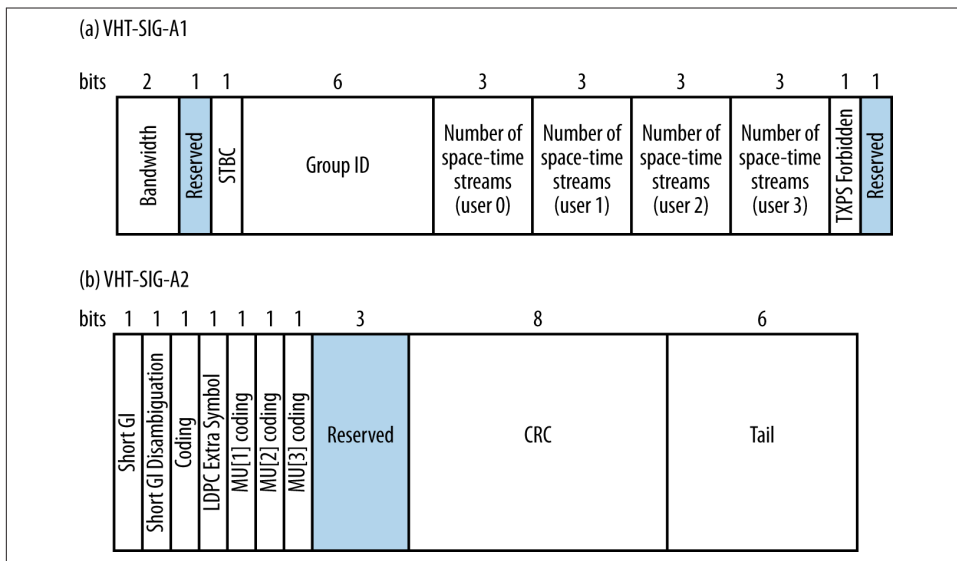 (a) VHT-SIG-A1
bits 2 1 1 6 3 3 3 3 1 1
Bandwidth
Reserved
STBC
Group ID
Number of
space-time
streams
(user 0)
Number of
space-time
streams
(user 1)
Number of
space-time
streams
(user 2)
Number of
space-time
streams
(user 3)
TXPS Forbidden
Reserved
(b) VHT-SIG-A2
bits 1 1 1 1 1 1 1 3 8 6
Short GI
Short GI Disambiguation
Coding
LDPC Extra Symbol
MU[1] coding
MU[2] coding
MU[3] coding
Reserved
CRC
Tail